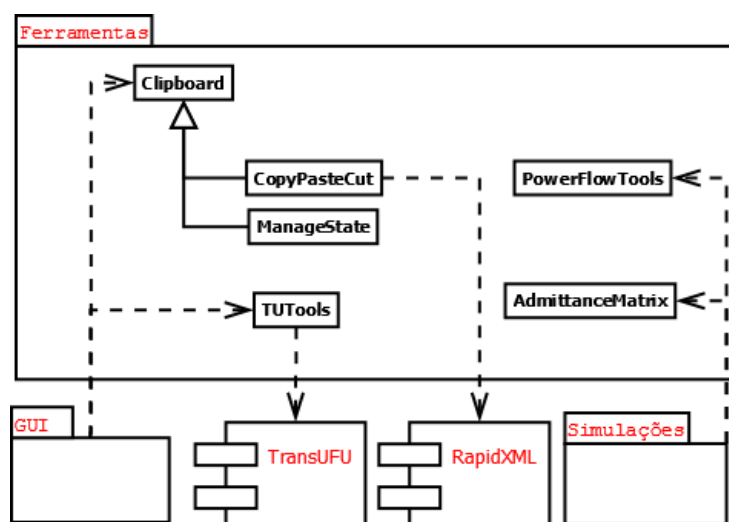 Ferramentas
Clipboard
CopyPasteCut
PowerFlowTools
ManageState
AdmittanceMatrix
TUTools
GUI
TransUFU
RapidXML
Simulações